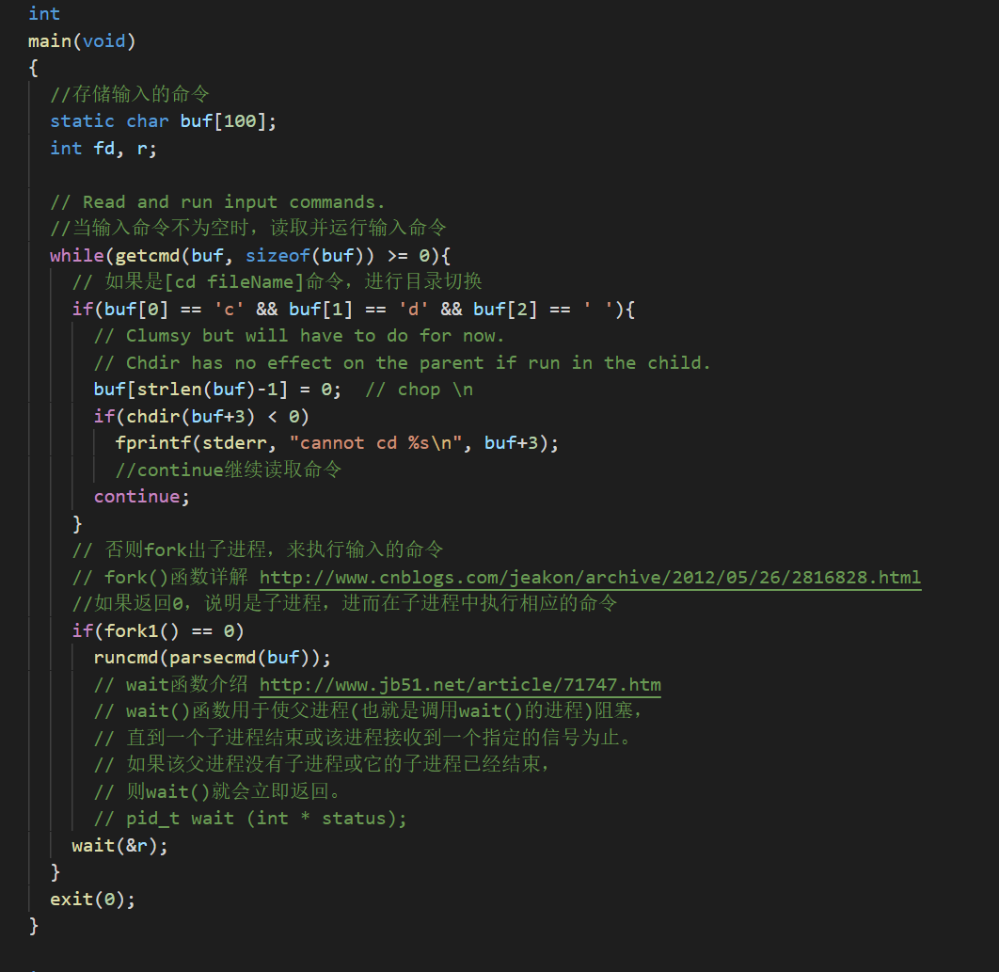 int
main(void)
{
//存储输入的命令
static char buf[100];
int fd, r;
// Read and run input commands.
//当输入命令不为空时，读取并运行输入命令
while(getcmd(buf, sizeof(buf)) >= 0){
// 如果是[cd fileName]命令，进行目录切换
if(buf[0] == 'c' && buf[1] == 'd' && buf[2] == ' '){
// Clumsy but will have to do for now.
// Chdir has no effect on the parent if run in the child.
buf[strlen(buf)-1] = 0;  // chop \n
if(chdir(buf+3) < 0)
fprintf(stderr, "cannot cd %s\n", buf+3);
//continue继续读取命令
continue;
}
// 否则fork出子进程，来执行输入的命令
// fork()函数详解 http://www.cnblogs.com/jeakon/archive/2012/05/26/2816828.html
//如果返回0，说明是子进程，进而在子进程中执行相应的命令
if(fork1() == 0)
runcmd(parsecmd(buf));
// wait函数介绍 http://www.jb51.net/article/71747.htm
// wait()函数用于使父进程(也就是调用wait()的进程)阻塞，
// 直到一个子进程结束或该进程接收到一个指定的信号为止。
// 如果该父进程没有子进程或它的子进程已经结束，
// 则wait()就会立即返回。
// pid_t wait (int * status);
wait(&r);
}
exit(0);
}